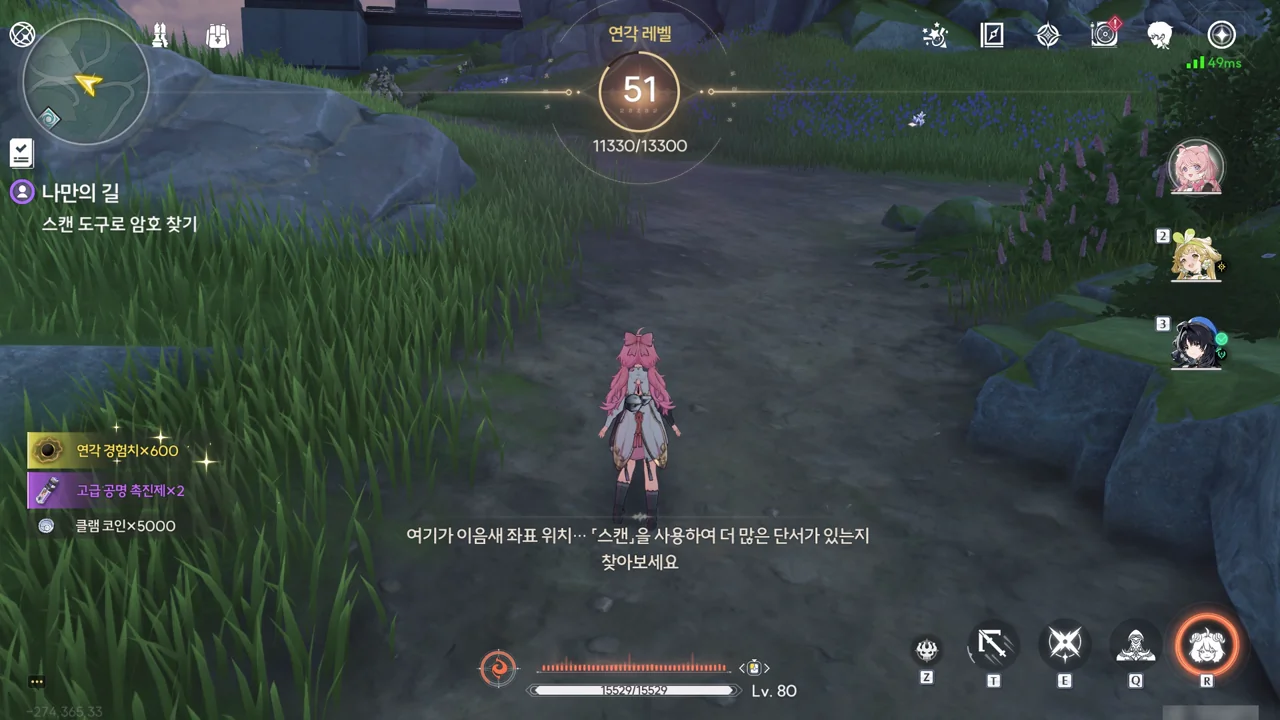 연각 레벨
51
11330/13300
49ms
나만의 길
스캔 도구로 암호 찾기
2
3
연각 경험치×600
고급 공명 촉진제×2
클램 코인×5000
여기가 이음새 좌표 위치…「스캔」을 사용하여 더 많은 단서가 있는지
찾아보세요
Z
T
E
Q
R
15529/15529
Lv. 80
-274,365,33